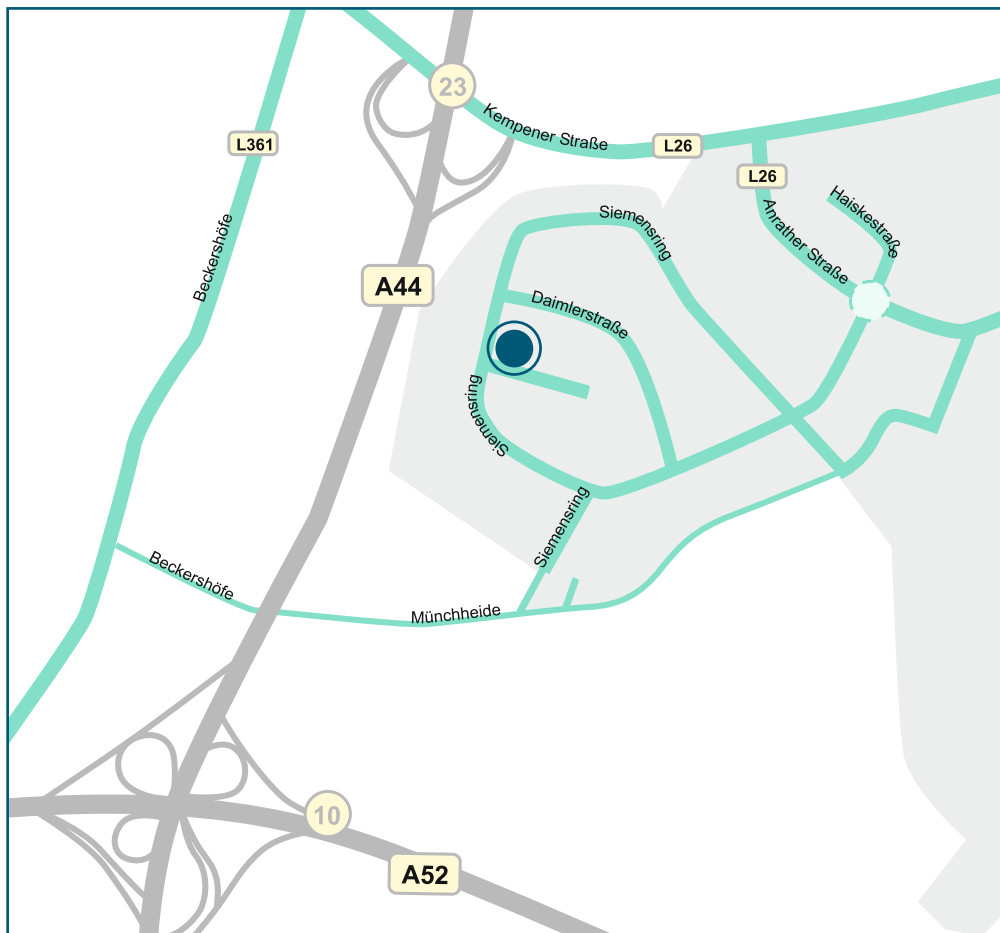 23
Kempener Straße
L361
L26
L26
Haiskestraße
Anrather Straße
Siemensring
Beckershöfe
A44
Daimlerstraße
Siemensring
Siemensring
Beckershöfe
Münchheide
10
A52